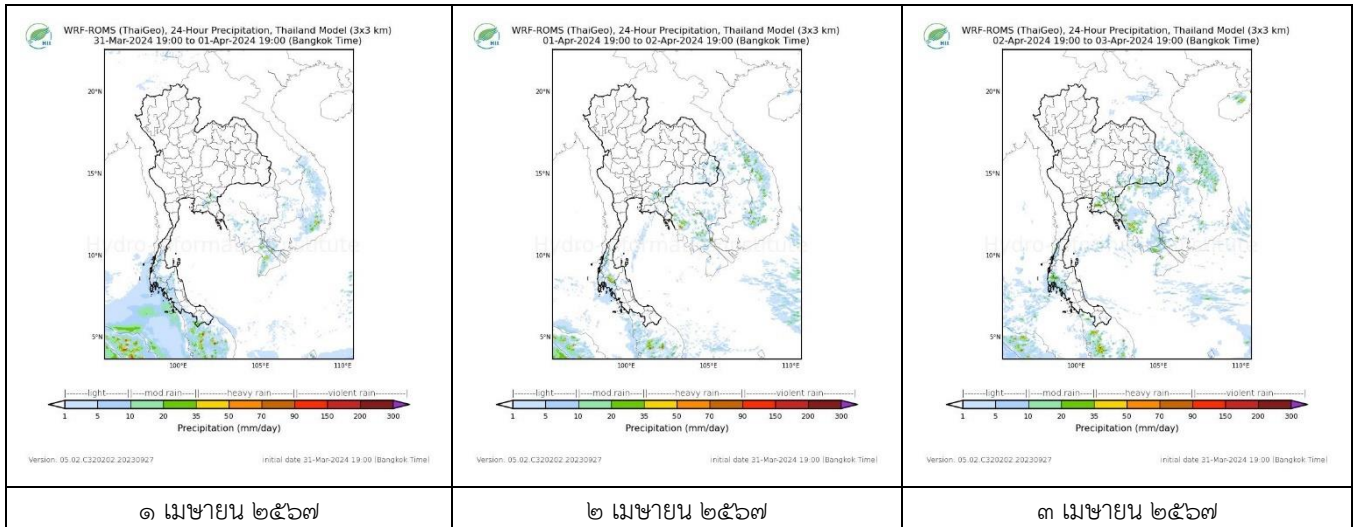 WRF-ROMS (ThaiGeo), 24-Hour Precipitation, Thailand Model (3x3 km)
31-Mar-2024 19:00 to 01-Apr-2024 19:00 (Bangkok Time)
HII
20°N
15°N
10°N
5°N
100°E 105°E 110°E
Hydro Informatics Institute
light mod rain heavy rain violent rain
1 5 10 20 35 50 70 90 150 200 300
Precipitation (mm/day)
Version: 05.02.C320202.20230927 initial date 31-Mar-2024 19:00 (Bangkok Time)
๑ เมษายน ๒๕๖๗
WRF-ROMS (ThaiGeo), 24-Hour Precipitation, Thailand Model (3x3 km)
01-Apr-2024 19:00 to 02-Apr-2024 19:00 (Bangkok Time)
HII
20°N
15°N
10°N
5°N
100°E 105°E 110°E
Hydro Informatics Institute
light mod rain heavy rain violent rain
1 5 10 20 35 50 70 90 150 200 300
Precipitation (mm/day)
Version: 05.02.C320202.20230927 initial date 31-Mar-2024 19:00 (Bangkok Time)
๒ เมษายน ๒๕๖๗
WRF-ROMS (ThaiGeo), 24-Hour Precipitation, Thailand Model (3x3 km)
02-Apr-2024 19:00 to 03-Apr-2024 19:00 (Bangkok Time)
HII
20°N
15°N
10°N
5°N
100°E 105°E 110°E
Hydro Informatics Institute
light mod rain heavy rain violent rain
1 5 10 20 35 50 70 90 150 200 300
Precipitation (mm/day)
Version: 05.02.C320202.20230927 initial date 31-Mar-2024 19:00 (Bangkok Time)
๓ เมษายน ๒๕๖๗